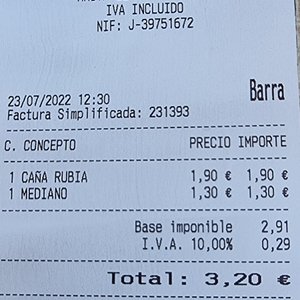 IVA INCLUIDO
NIF: J-39751672
Barra
23/07/2022 12:30
Factura Simplificada: 231393
C. CONCEPTO PRECIO IMPORTE
1 CAÑA RUBIA 1,90 € 1,90 €
1 MEDIANO 1,30 € 1,30 €
Base imponible 2,91
I.V.A. 10,00% 0,29
Total: 3,20 €